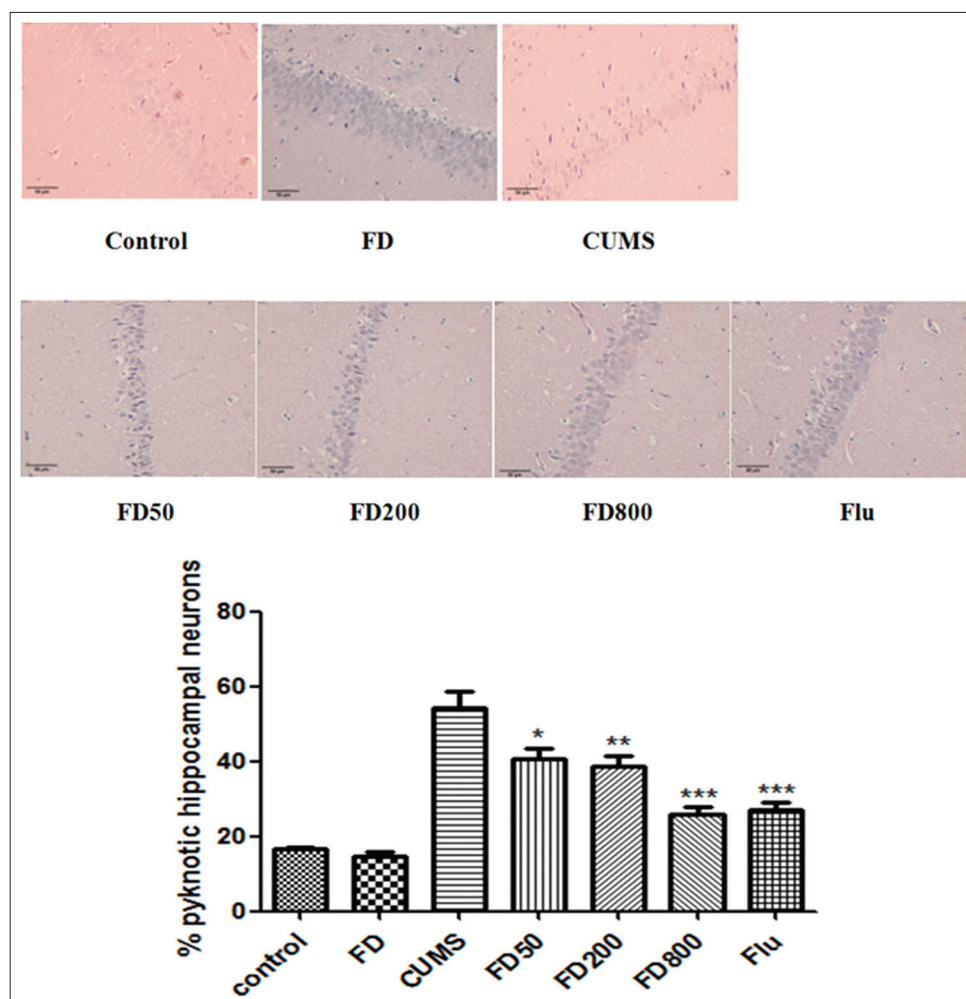 Control FD CUMS
FD50 FD200 FD800 Flu
% pyknotic hippocampal neurons
80
60
40
20
0
* ** *** ***
control FD CUMS FD50 FD200 FD800 Flu